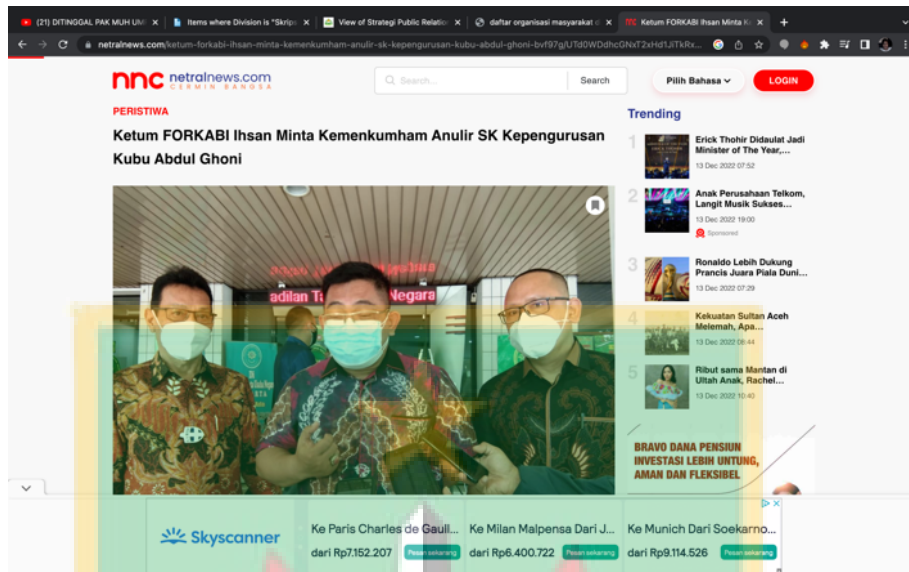 (21) DITINGGAL PAK MUH UM
Items where Division is "Skrips
View of Strategi Public Relation
daftar organisasi masyarakat d
Ketum FORKABI Ihsan Minta K
netralnews.com/ketum-forkabi-ihsan-minta-kemenkumham-anulir-sk-kepengurusan-kubu-abdul-ghoni-bvf97g/
nnc netralnews.com
CERMIN BANGSA
Search...
Search
Pilih Bahasa
LOGIN
PERISTIWA
Ketum FORKABI Ihsan Minta Kemenkumham Anulir SK Kepengurusan
Kubu Abdul Ghoni
adilan Ta
Negara
Trending
1
Erick Thohir Didaulat Jadi
Minister of The Year,...
13 Dec 2022 07:52
2
Anak Perusahaan Telkom,
Langit Musik Sukses...
13 Dec 2022 19:00
Sponsored
3
Ronaldo Lebih Dukung
Prancis Juara Piala Duni...
13 Dec 2022 07:29
4
Kekuatan Sultan Aceh
Melemah, Apa...
13 Dec 2022 08:44
5
Ribut sama Mantan di
Ultah Anak, Rachel...
13 Dec 2022 10:40
BRAVO DANA PENSIUN
INVESTASI LEBIH UNTUNG,
AMAN DAN FLEKSIBEL
Skyscanner
Ke Paris Charles de Gaull...
dari Rp7.152.207
Pesan sekarang
Ke Milan Malpensa Dari J...
dari Rp6.400.722
Pesan sekarang
Ke Munich Dari Soekarno...
dari Rp9.114.526
Pesan sekarang